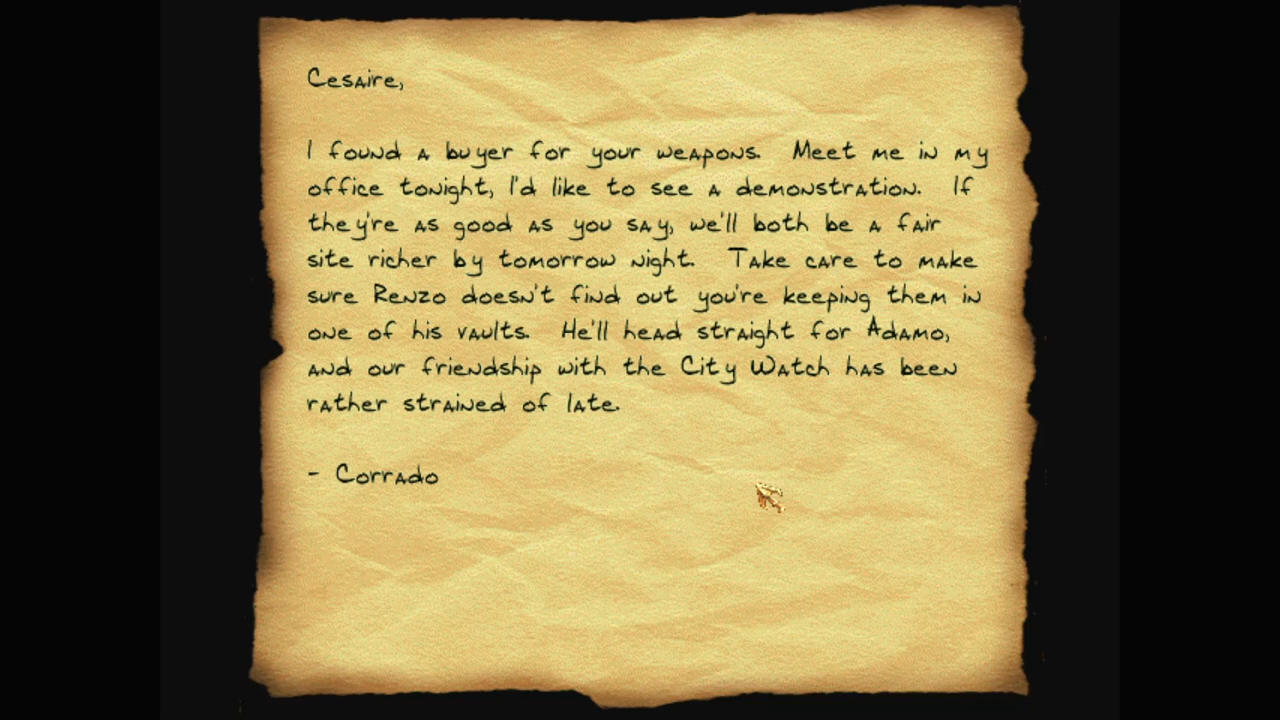 Cesaire,
I found a buyer for your weapons. Meet me in my
office tonight, I'd like to see a demonstration. If
they're as good as you say, we'll both be a fair
site richer by tomorrow night. Take care to make
sure Renzo doesn't find out you're keeping them in
one of his vaults. He'll head straight for Adamo,
and our friendship with the City Watch has been
rather strained of late.
- Corrado